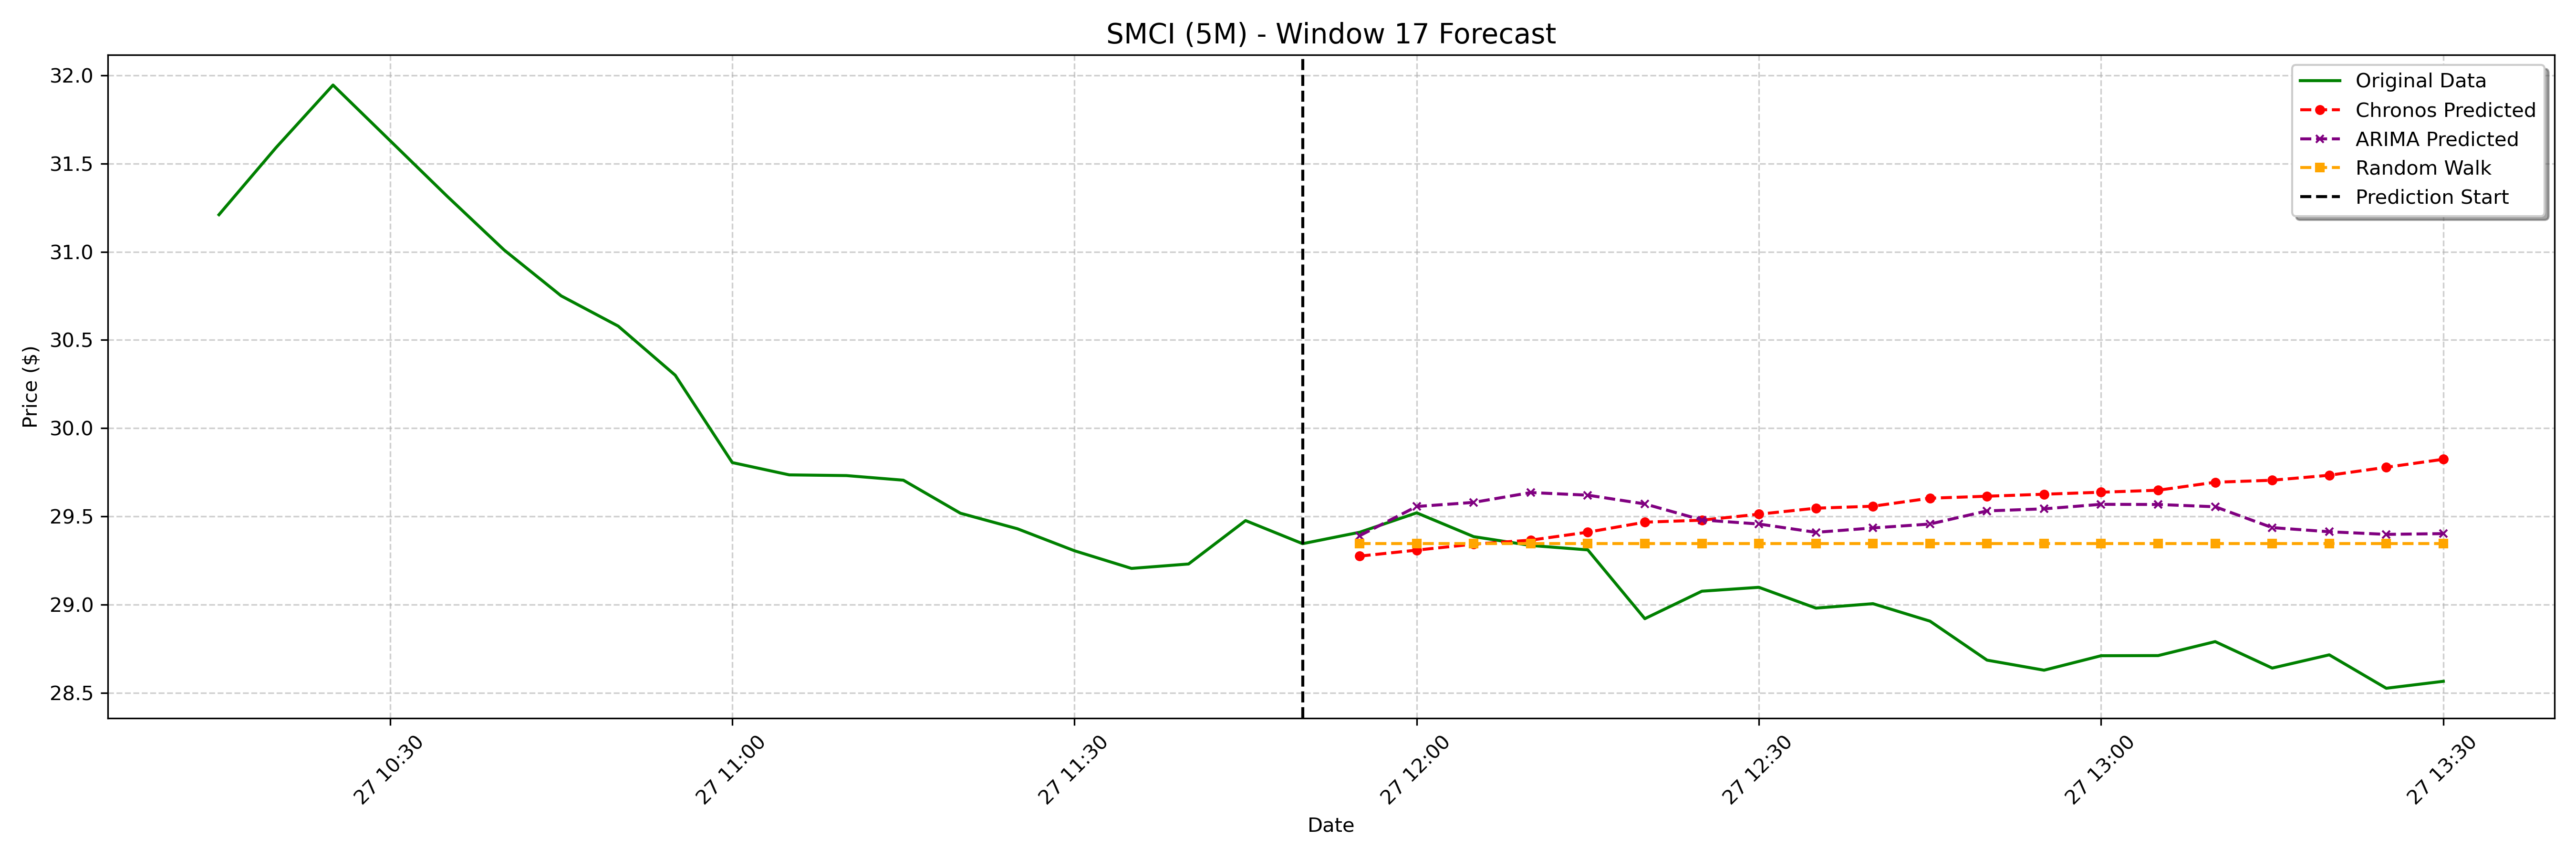 SMCI (5M) - Window 17 Forecast
Price ($)
32.0
31.5
31.0
30.5
30.0
29.5
29.0
28.5
Original Data
Chronos Predicted
ARIMA Predicted
Random Walk
Prediction Start
27 10:30
27 11:00
27 11:30
27 12:00
27 12:30
27 13:00
27 13:30
Date